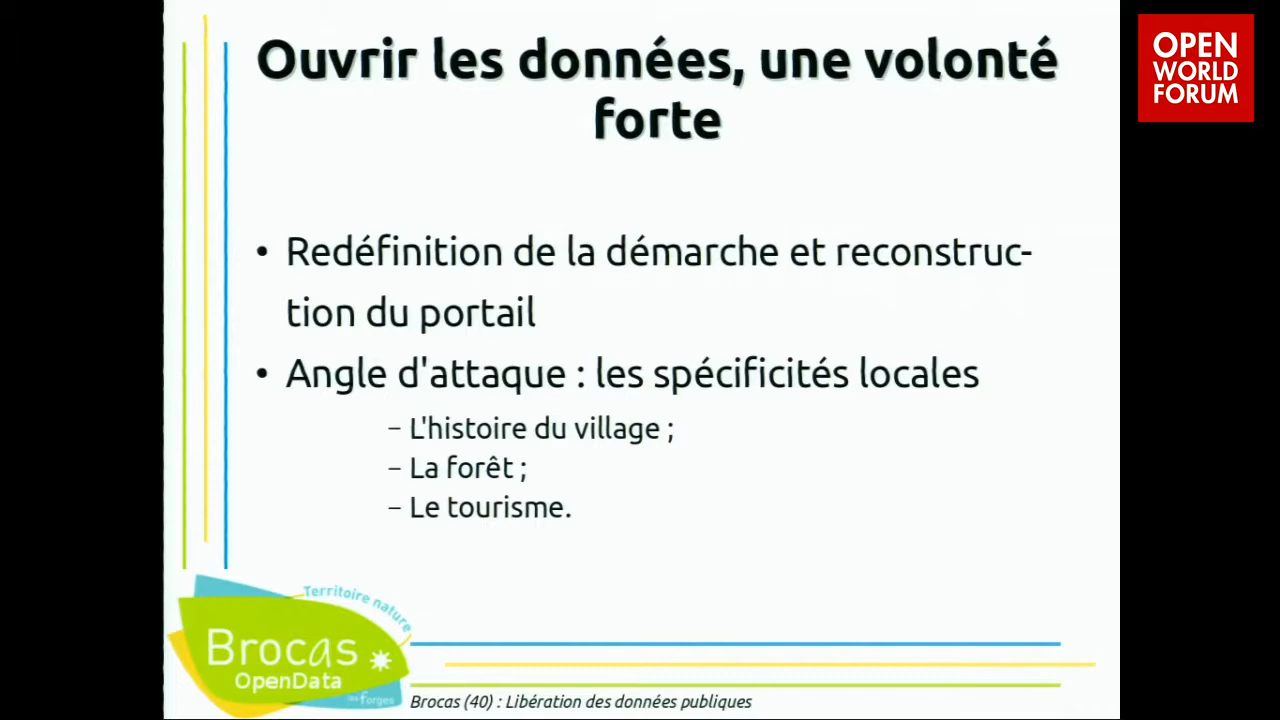 Ouvrir les données, une volonté
forte
OPEN
WORLD
FORUM
• Redéfinition de la démarche et reconstruc-
tion du portail
• Angle d'attaque : les spécificités locales
– L'histoire du village ;
– La forêt ;
– Le tourisme.
Territoire nature
Brocas
OpenData
les Forges
Brocas (40) : Libération des données publiques